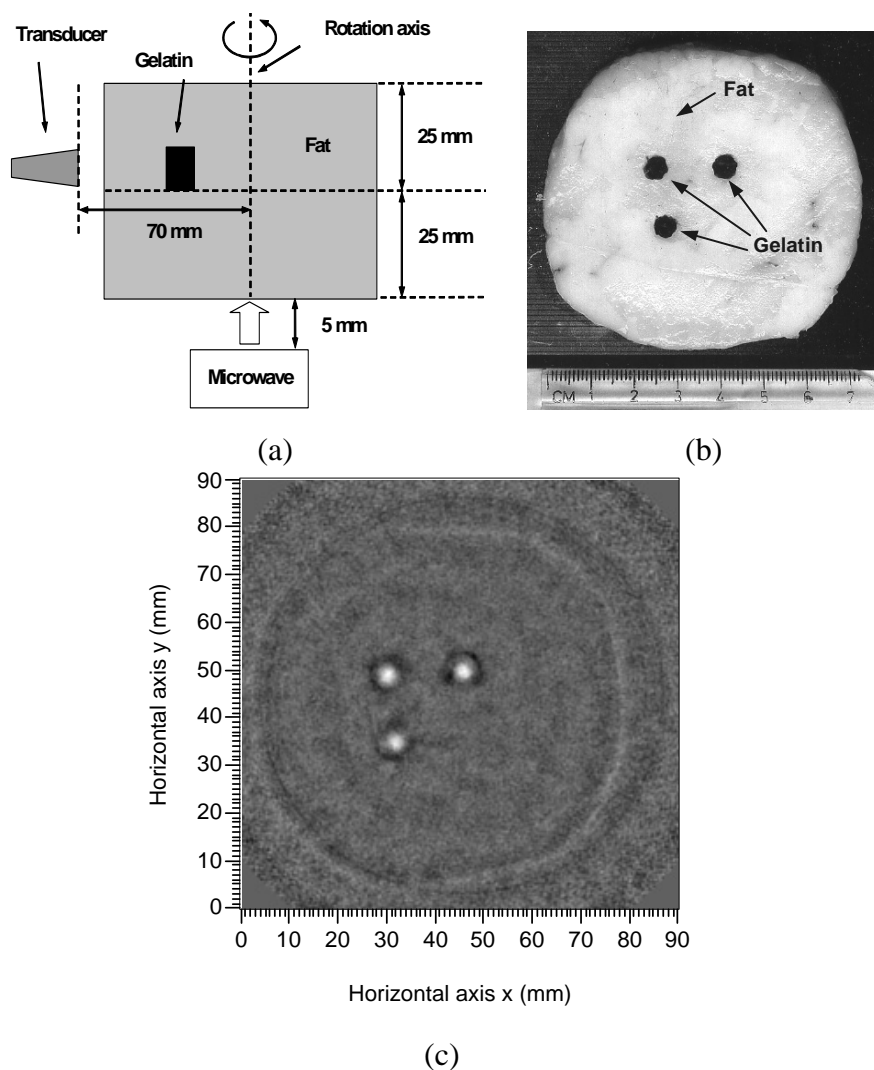 Transducer
Rotation axis
Gelatin
Fat
25 mm
70 mm
25 mm
5 mm
Microwave
(a)
Fat
Gelatin
CM 1 2 3 4 5 6 7
(b)
90
80
70
60
50
40
30
20
10
0
Horizontal axis y (mm)
0 10 20 30 40 50 60 70 80 90
Horizontal axis x (mm)
(c)